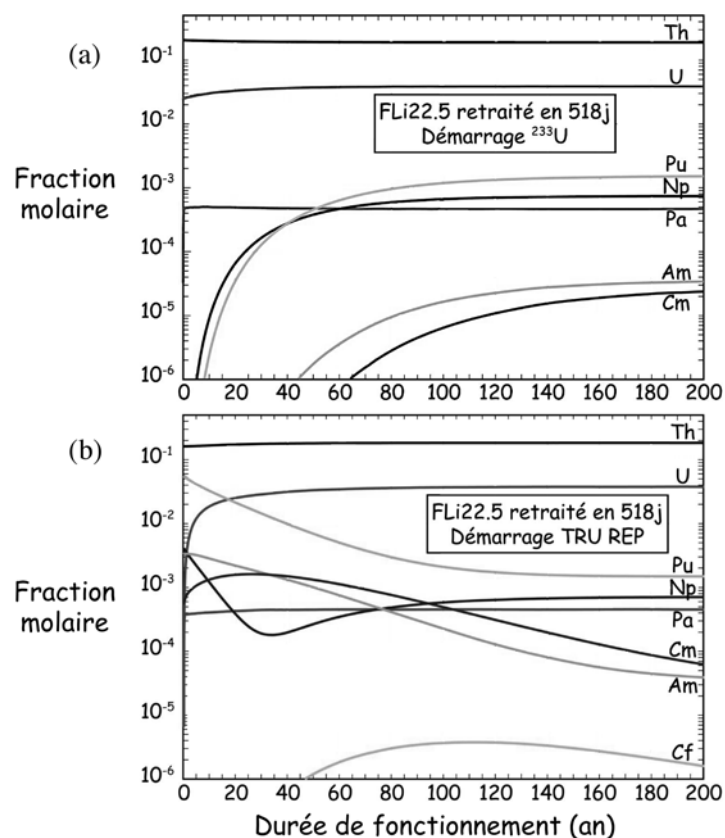 (a)
10⁻¹
10⁻²
10⁻³
10⁻⁴
10⁻⁵
10⁻⁶
Fraction
molaire
Th
U
FLi22.5 retraité en 518j
Démarrage ²³³U
Pu
Np
Pa
Am
Cm
0 20 40 60 80 100 120 140 160 180 200
(b)
10⁻¹
10⁻²
10⁻³
10⁻⁴
10⁻⁵
10⁻⁶
Fraction
molaire
Th
U
FLi22.5 retraité en 518j
Démarrage TRU REP
Pu
Np
Pa
Cm
Am
Cf
0 20 40 60 80 100 120 140 160 180 200
Durée de fonctionnement (an)